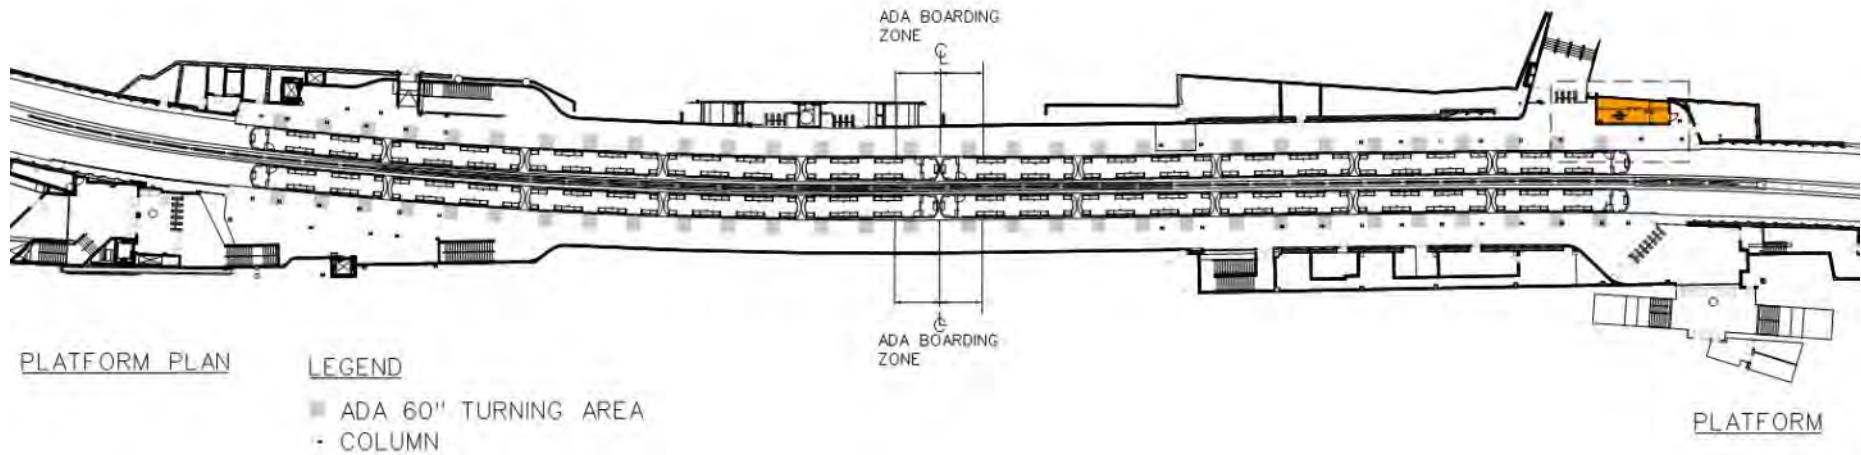 ADA BOARDING
ZONE
℄
℄
ADA BOARDING
ZONE
PLATFORM PLAN
LEGEND
ADA 60" TURNING AREA
COLUMN
PLATFORM